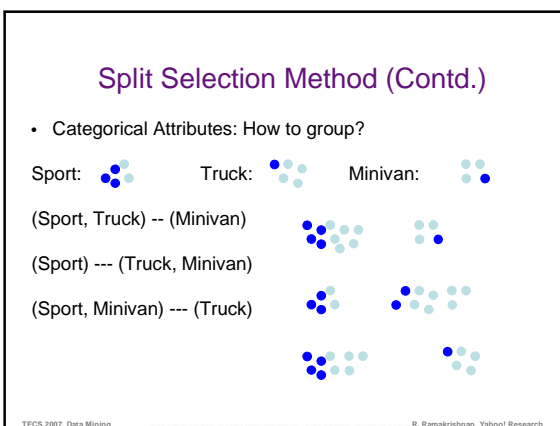 Split Selection Method (Contd.)
• Categorical Attributes: How to group?
Sport: Truck: Minivan:
(Sport, Truck) -- (Minivan)
(Sport) --- (Truck, Minivan)
(Sport, Minivan) --- (Truck)
TECS 2007, Data Mining R. Ramakrishnan, Yahoo! Research